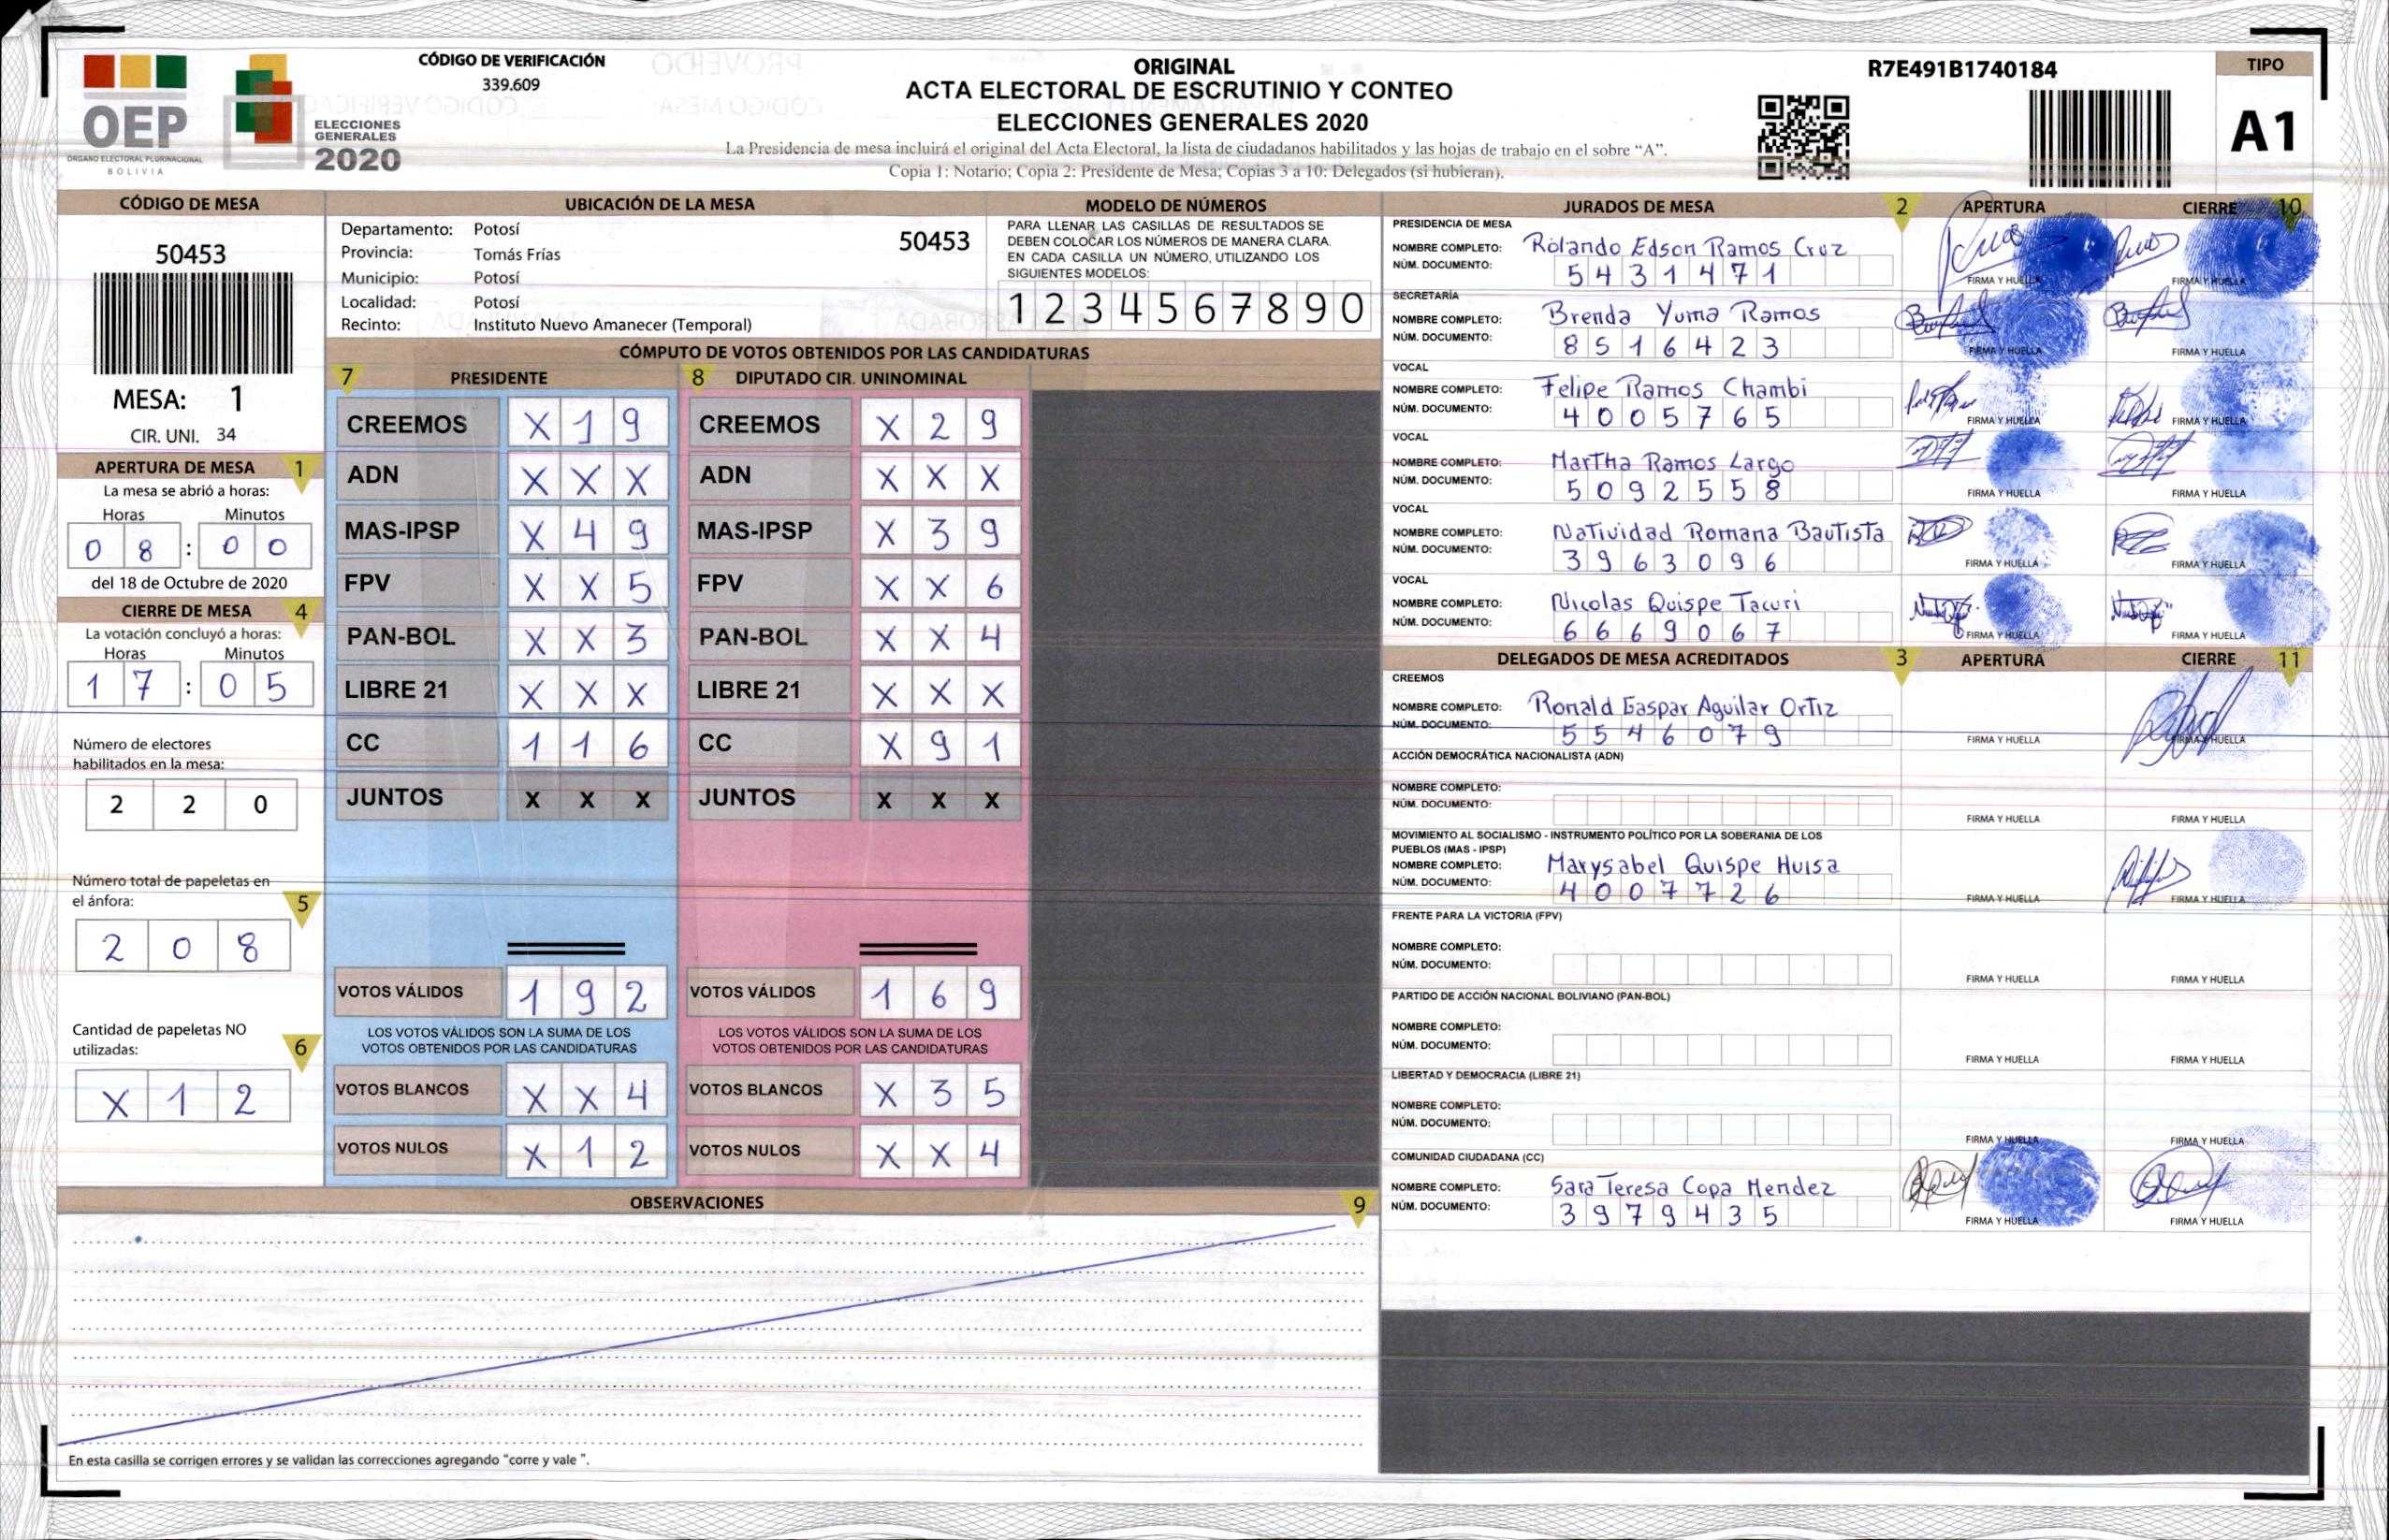 OEP
ÓRGANO ELECTORAL PLURINACIONAL
BOLIVIA
ELECCIONES
GENERALES
2020
CÓDIGO DE VERIFICACIÓN
339.609
ORIGINAL
ACTA ELECTORAL DE ESCRUTINIO Y CONTEO
ELECCIONES GENERALES 2020
La Presidencia de mesa incluirá el original del Acta Electoral, la lista de ciudadanos habilitados y las hojas de trabajo en el sobre “A”.
Copia 1: Notario; Copia 2: Presidente de Mesa; Copias 3 a 10: Delegados (si hubieran).
R7E491B1740184
TIPO
A1
CÓDIGO DE MESA
50453
MESA: 1
CIR. UNI. 34
APERTURA DE MESA 1
La mesa se abrió a horas:
Horas Minutos
0 8 : 0 0
del 18 de Octubre de 2020
CIERRE DE MESA 4
La votación concluyó a horas:
Horas Minutos
1 7 : 0 5
Número de electores
habilitados en la mesa:
2 2 0
Número total de papeletas en
el ánfora: 5
2 0 8
Cantidad de papeletas NO
utilizadas: 6
X 1 2
UBICACIÓN DE LA MESA
Departamento: Potosí
50453
Provincia: Tomás Frías
Municipio: Potosí
Localidad: Potosí
Recinto: Instituto Nuevo Amanecer (Temporal)
MODELO DE NÚMEROS
PARA LLENAR LAS CASILLAS DE RESULTADOS SE
DEBEN COLOCAR LOS NÚMEROS DE MANERA CLARA.
EN CADA CASILLA UN NÚMERO, UTILIZANDO LOS
SIGUIENTES MODELOS:
1 2 3 4 5 6 7 8 9 0
CÓMPUTO DE VOTOS OBTENIDOS POR LAS CANDIDATURAS
7 PRESIDENTE
CREEMOS X 1 9
ADN X X X
MAS-IPSP X 4 9
FPV X X 5
PAN-BOL X X 3
LIBRE 21 X X X
CC 1 1 6
JUNTOS X X X
VOTOS VÁLIDOS 1 9 2
LOS VOTOS VÁLIDOS SON LA SUMA DE LOS
VOTOS OBTENIDOS POR LAS CANDIDATURAS
VOTOS BLANCOS X X 4
VOTOS NULOS X 1 2
8 DIPUTADO CIR. UNINOMINAL
CREEMOS X 2 9
ADN X X X
MAS-IPSP X 3 9
FPV X X 6
PAN-BOL X X 4
LIBRE 21 X X X
CC X 9 1
JUNTOS X X X
VOTOS VÁLIDOS 1 6 9
LOS VOTOS VÁLIDOS SON LA SUMA DE LOS
VOTOS OBTENIDOS POR LAS CANDIDATURAS
VOTOS BLANCOS X 3 5
VOTOS NULOS X X 4
OBSERVACIONES 9
En esta casilla se corrigen errores y se validan las correcciones agregando "corre y vale ".
JURADOS DE MESA 2 APERTURA CIERRE 10
PRESIDENCIA DE MESA
NOMBRE COMPLETO: Rolando Edson Ramos Cruz
NÚM. DOCUMENTO: 5431471
FIRMA Y HUELLA FIRMA Y HUELLA
SECRETARÍA
NOMBRE COMPLETO: Brenda Yuma Ramos
NÚM. DOCUMENTO: 8516423
FIRMA Y HUELLA FIRMA Y HUELLA
VOCAL
NOMBRE COMPLETO: Felipe Ramos Chambi
NÚM. DOCUMENTO: 4005765
FIRMA Y HUELLA FIRMA Y HUELLA
VOCAL
NOMBRE COMPLETO: Martha Ramos Largo
NÚM. DOCUMENTO: 5092558
FIRMA Y HUELLA FIRMA Y HUELLA
VOCAL
NOMBRE COMPLETO: Natividad Romana Bautista
NÚM. DOCUMENTO: 3963096
FIRMA Y HUELLA FIRMA Y HUELLA
VOCAL
NOMBRE COMPLETO: Nicolas Quispe Tacuri
NÚM. DOCUMENTO: 6669067
FIRMA Y HUELLA FIRMA Y HUELLA
DELEGADOS DE MESA ACREDITADOS 3 APERTURA CIERRE 11
CREEMOS
NOMBRE COMPLETO: Ronald Gaspar Aguilar Ortiz
NÚM. DOCUMENTO: 5546079
FIRMA Y HUELLA FIRMA Y HUELLA
ACCIÓN DEMOCRÁTICA NACIONALISTA (ADN)
NOMBRE COMPLETO:
NÚM. DOCUMENTO:
FIRMA Y HUELLA FIRMA Y HUELLA
MOVIMIENTO AL SOCIALISMO - INSTRUMENTO POLÍTICO POR LA SOBERANIA DE LOS
PUEBLOS (MAS - IPSP)
NOMBRE COMPLETO: Marysabel Quispe Huisa
NÚM. DOCUMENTO: 4007726
FIRMA Y HUELLA FIRMA Y HUELLA
FRENTE PARA LA VICTORIA (FPV)
NOMBRE COMPLETO:
NÚM. DOCUMENTO:
FIRMA Y HUELLA FIRMA Y HUELLA
PARTIDO DE ACCIÓN NACIONAL BOLIVIANO (PAN-BOL)
NOMBRE COMPLETO:
NÚM. DOCUMENTO:
FIRMA Y HUELLA FIRMA Y HUELLA
LIBERTAD Y DEMOCRACIA (LIBRE 21)
NOMBRE COMPLETO:
NÚM. DOCUMENTO:
FIRMA Y HUELLA FIRMA Y HUELLA
COMUNIDAD CIUDADANA (CC)
NOMBRE COMPLETO: Sara Teresa Copa Mendez
NÚM. DOCUMENTO: 3979435
FIRMA Y HUELLA FIRMA Y HUELLA